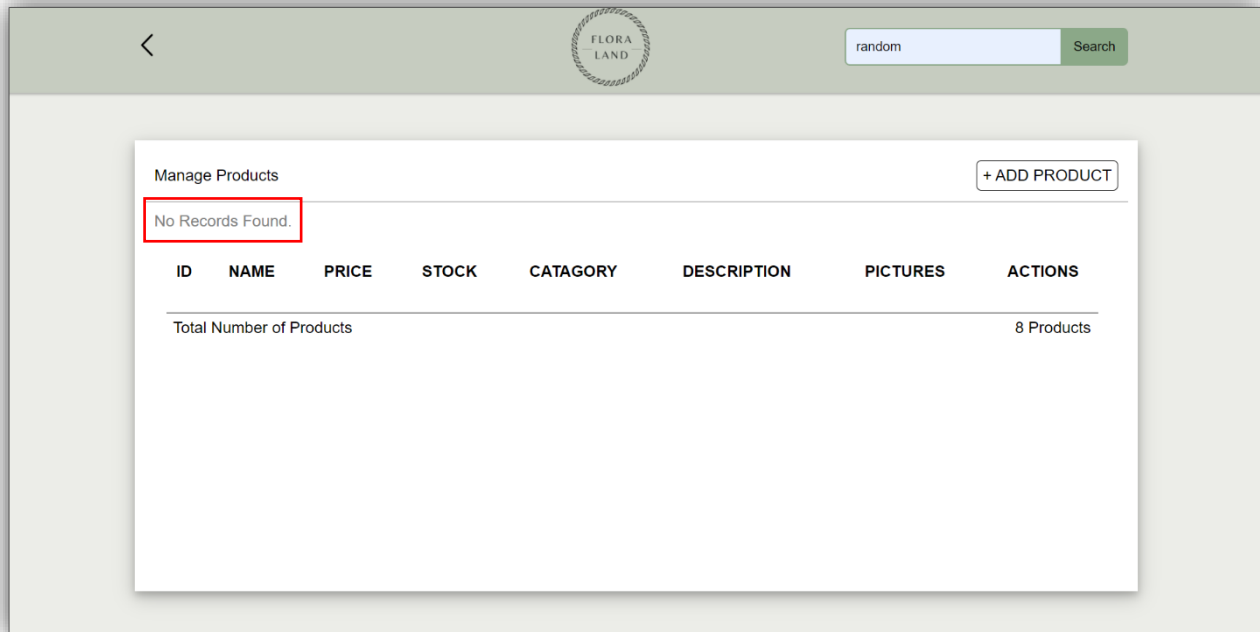 FLORA
LAND
random Search
Manage Products + ADD PRODUCT
No Records Found.
ID NAME PRICE STOCK CATAGORY DESCRIPTION PICTURES ACTIONS
Total Number of Products 8 Products